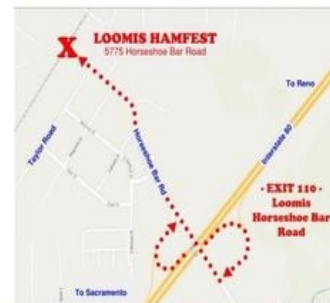 LOOMIS HAMFEST
5775 Horseshoe Bar Road
To Reno
Taylor Road
Horseshoe Bar Rd
Interstate 80
- EXIT 110 -
Loomis
Horseshoe Bar
Road
To Sacramento